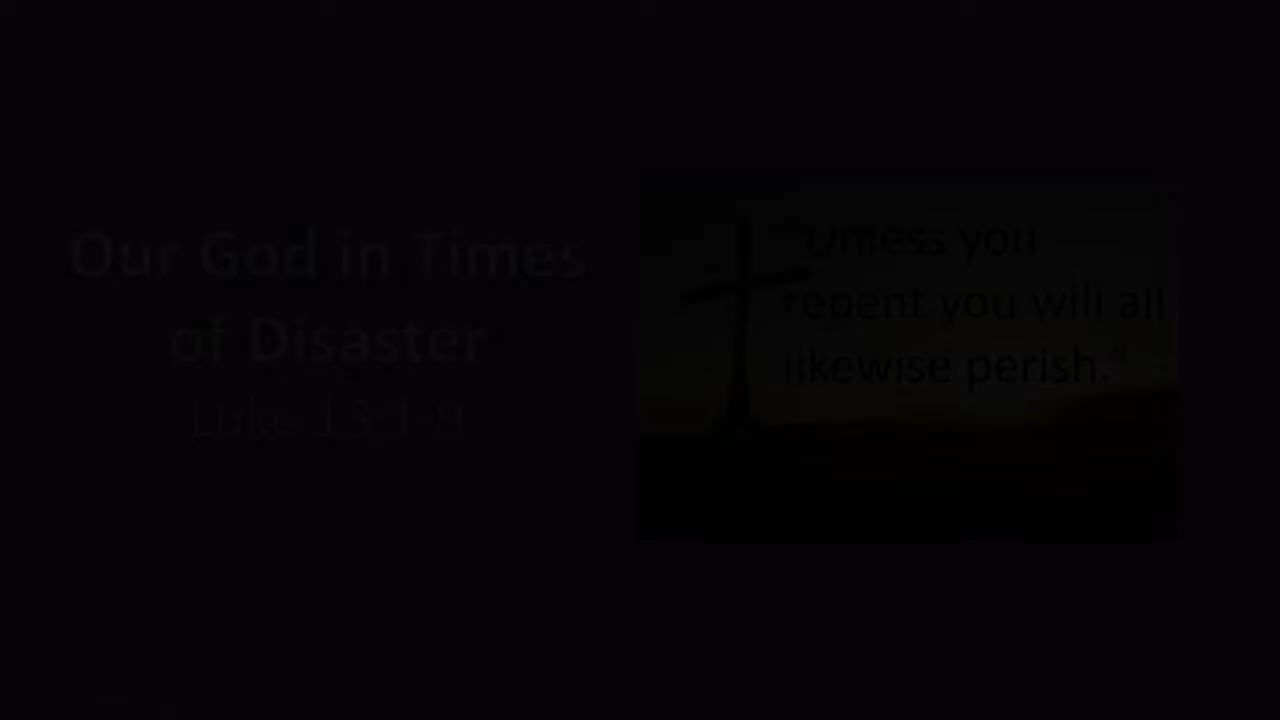 Our God in Times
of Disaster
Luke 13:1-9
"Unless you
repent you will all
likewise perish."